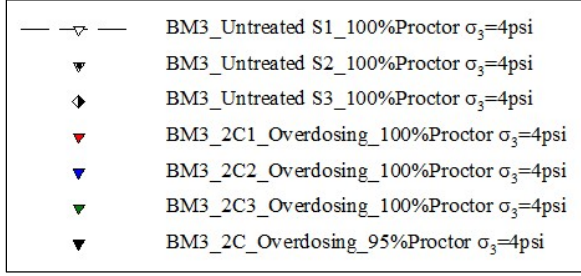 BM3_Untreated S1_100%Proctor σ₃=4psi
BM3_Untreated S2_100%Proctor σ₃=4psi
BM3_Untreated S3_100%Proctor σ₃=4psi
BM3_2C1_Overdosing_100%Proctor σ₃=4psi
BM3_2C2_Overdosing_100%Proctor σ₃=4psi
BM3_2C3_Overdosing_100%Proctor σ₃=4psi
BM3_2C_Overdosing_95%Proctor σ₃=4psi